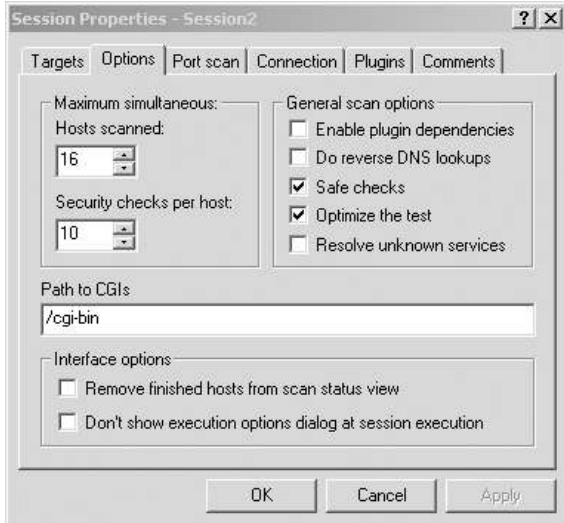 Session Properties - Session2
Targets Options Port scan Connection Plugins Comments
Maximum simultaneous:
Hosts scanned:
16
Security checks per host:
10
General scan options
Enable plugin dependencies
Do reverse DNS lookups
Safe checks
Optimize the test
Resolve unknown services
Path to CGIs
/cgi-bin
Interface options
Remove finished hosts from scan status view
Don't show execution options dialog at session execution
OK Cancel Apply